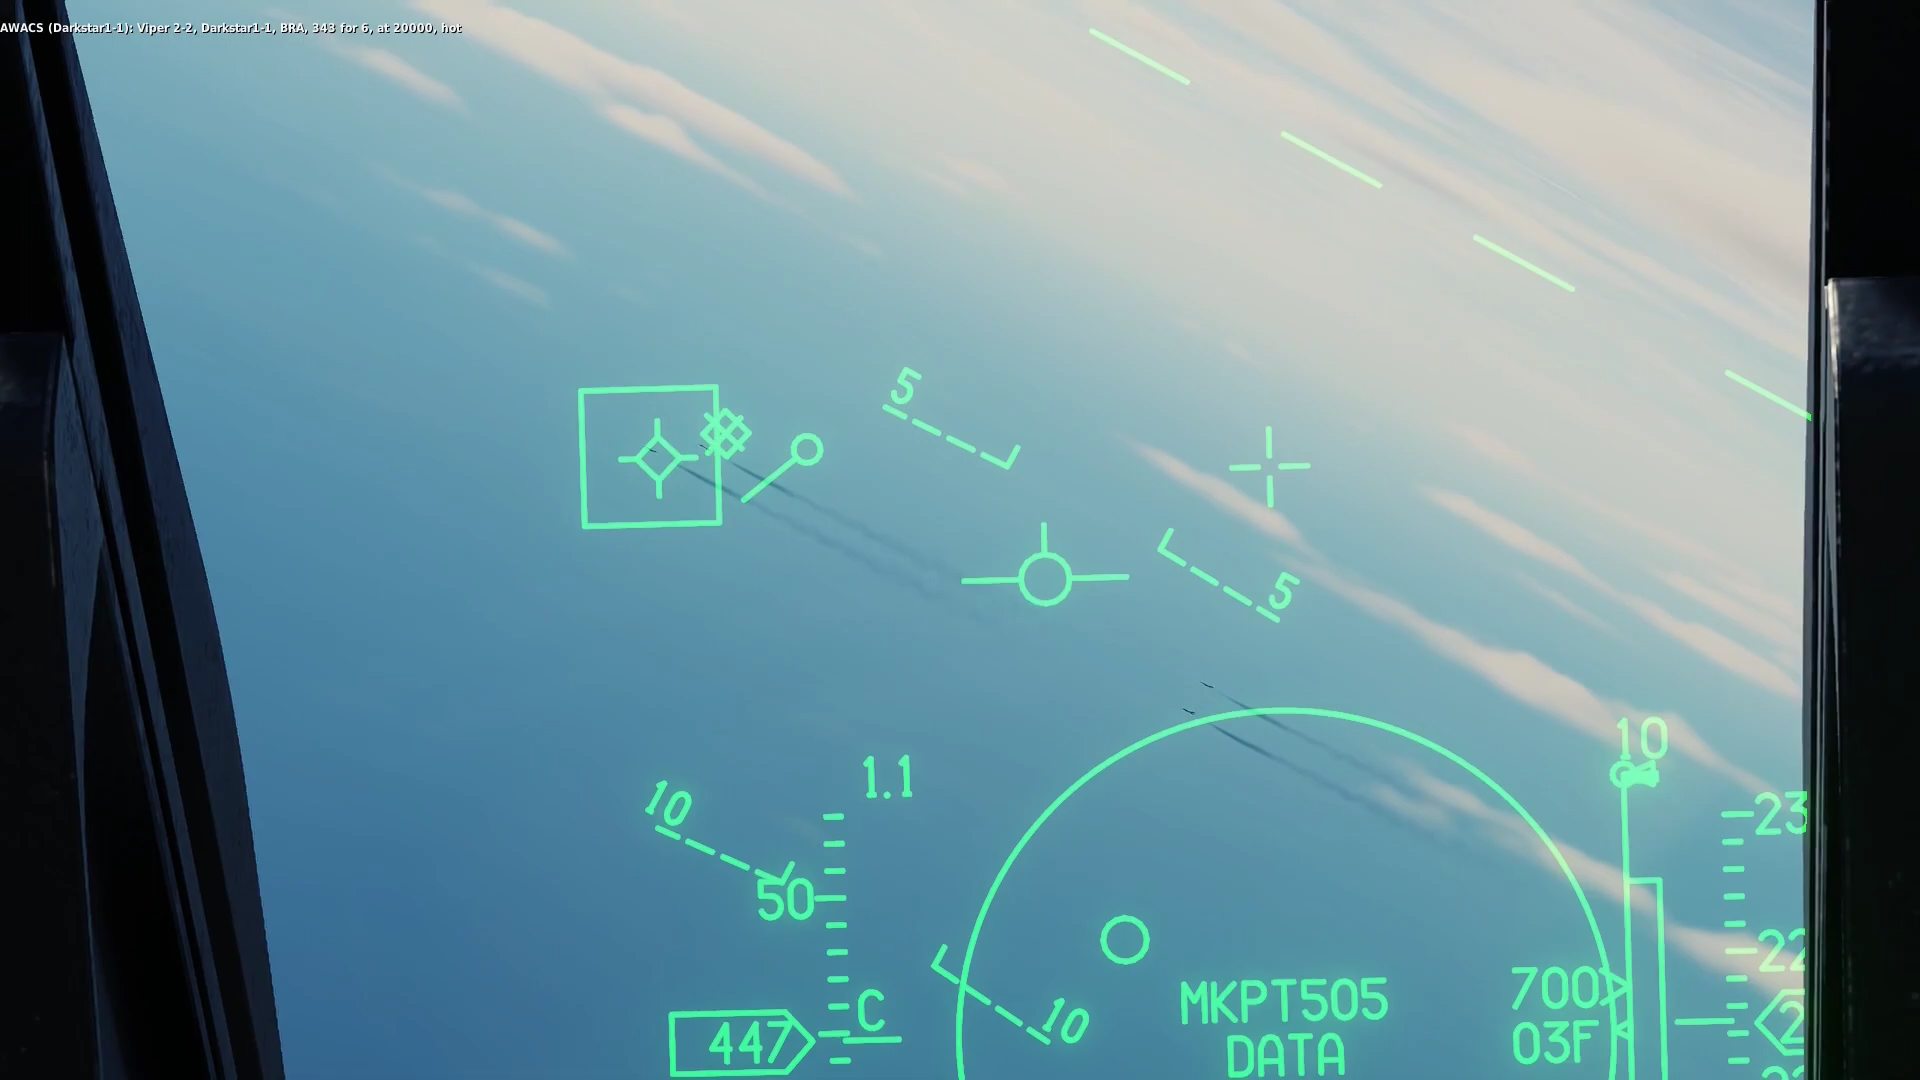 AWACS (Darkstar1-1): Viper 2-2, Darkstar1-1, BRA, 343 for 6, at 20000, hot
5
5
10
1.1
10
50
23
22
C
447
10
MKPT505
DATA
700
03F
2